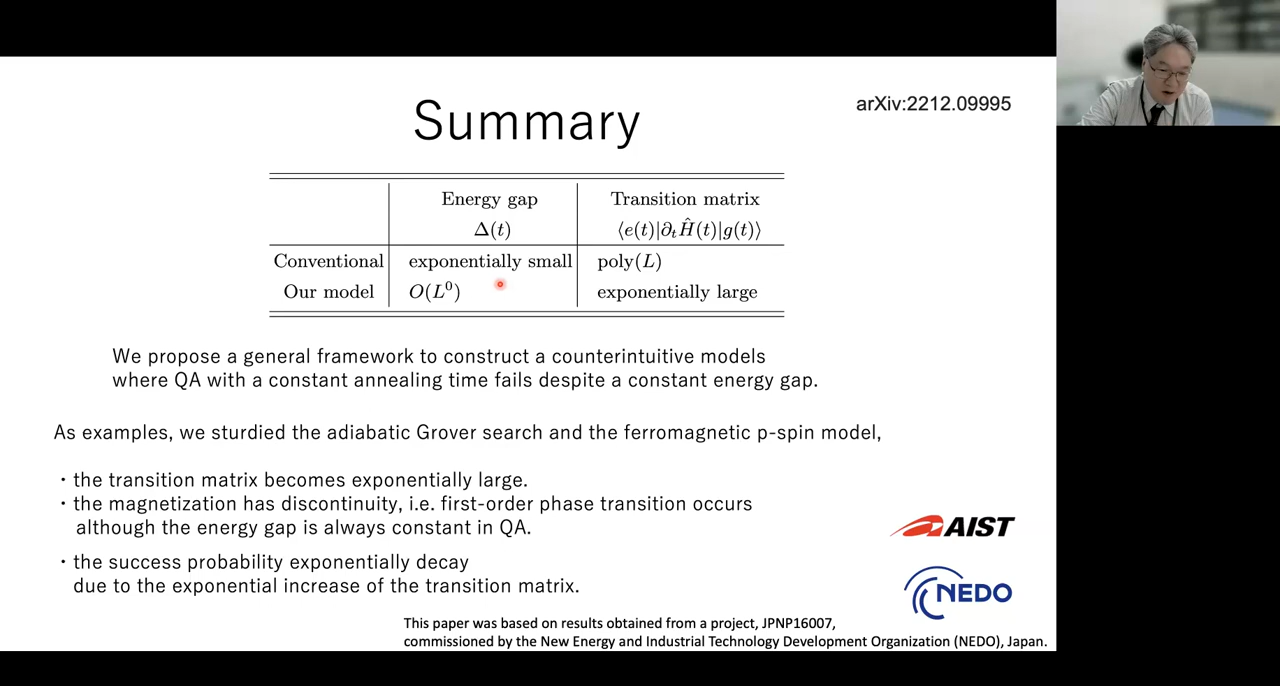 Summary
arXiv:2212.09995
Energy gap Transition matrix
Δ(t) ⟨e(t)|∂ₜĤ(t)|g(t)⟩
Conventional exponentially small poly(L)
Our model O(L⁰) exponentially large
We propose a general framework to construct a counterintuitive models
where QA with a constant annealing time fails despite a constant energy gap.
As examples, we sturdied the adiabatic Grover search and the ferromagnetic p-spin model,
・the transition matrix becomes exponentially large.
・the magnetization has discontinuity, i.e. first-order phase transition occurs
although the energy gap is always constant in QA.
・the success probability exponentially decay
due to the exponential increase of the transition matrix.
AIST
NEDO
This paper was based on results obtained from a project, JPNP16007,
commissioned by the New Energy and Industrial Technology Development Organization (NEDO), Japan.